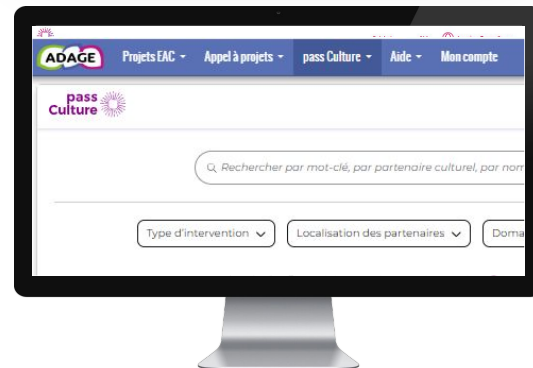 ADAGE Projets EAC Appel à projets pass Culture Aide Mon compte
pass
Culture
Rechercher par mot-clé, par partenaire culturel, par nom
Type d'intervention Localisation des partenaires Doma